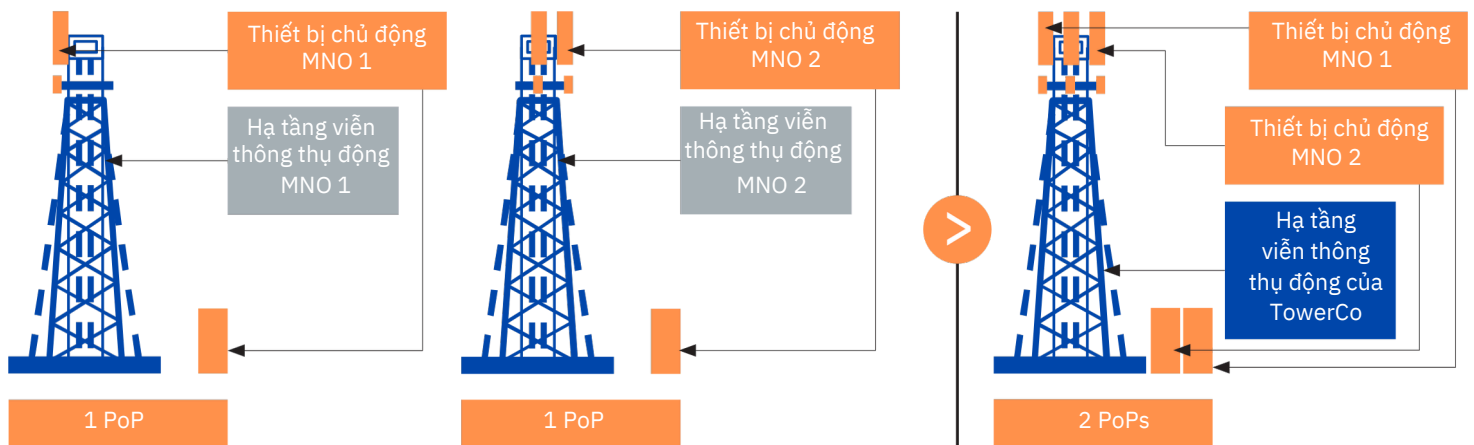 Thiết bị chủ động
MNO 1
Hạ tầng viễn
thông thụ động
MNO 1
1 PoP
Thiết bị chủ động
MNO 2
Hạ tầng viễn
thông thụ động
MNO 2
1 PoP
>
Thiết bị chủ động
MNO 1
Thiết bị chủ động
MNO 2
Hạ tầng
viễn thông
thụ động của
TowerCo
2 PoPs